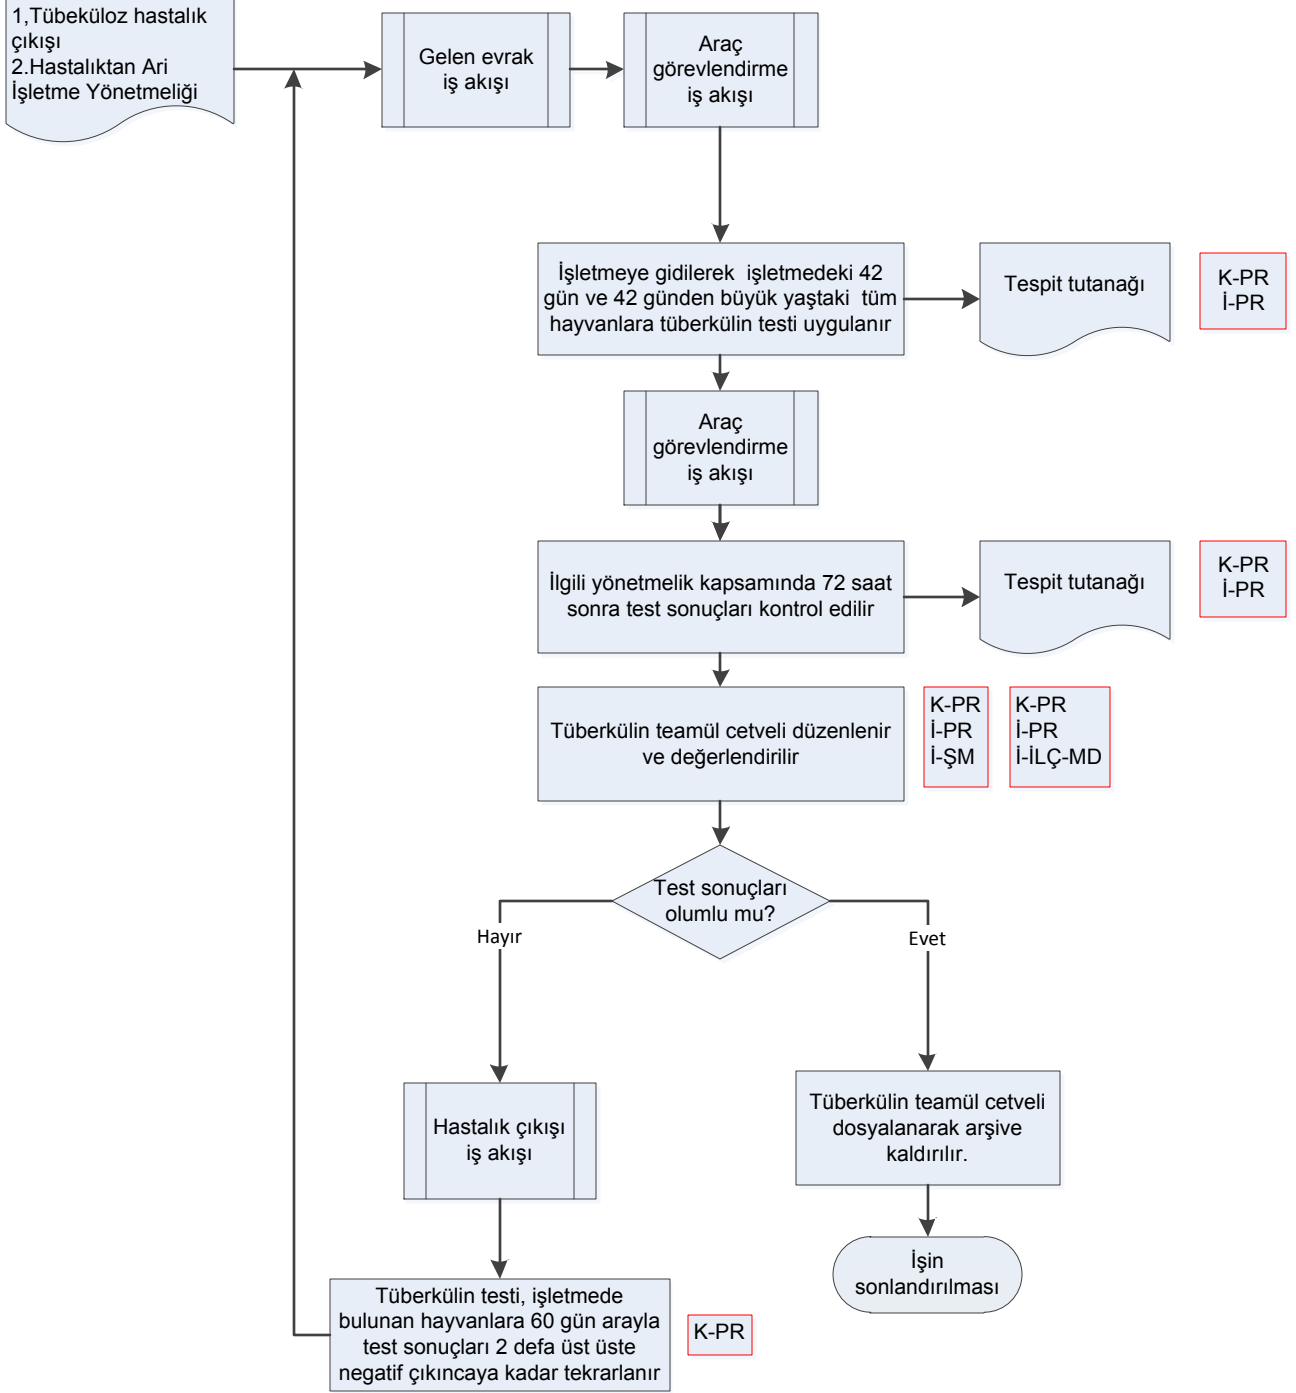 1,Tübeküloz hastalık
çıkışı
2.Hastalıktan Ari
İşletme Yönetmeliği
Gelen evrak
iş akışı
Araç
görevlendirme
iş akışı
İşletmeye gidilerek işletmedeki 42
gün ve 42 günden büyük yaştaki tüm
hayvanlara tüberkülin testi uygulanır
Tespit tutanağı
K-PR
İ-PR
Araç
görevlendirme
iş akışı
İlgili yönetmelik kapsamında 72 saat
sonra test sonuçları kontrol edilir
Tespit tutanağı
K-PR
İ-PR
Tüberkülin teamül cetveli düzenlenir
ve değerlendirilir
K-PR
İ-PR
İ-ŞM
K-PR
İ-PR
İ-İLÇ-MD
Test sonuçları
olumlu mu?
Hayır
Evet
Hastalık çıkışı
iş akışı
Tüberkülin teamül cetveli
dosyalanarak arşive
kaldırılır.
İşin
sonlandırılması
Tüberkülin testi, işletmede
bulunan hayvanlara 60 gün arayla
test sonuçları 2 defa üst üste
negatif çıkıncaya kadar tekrarlanır
K-PR